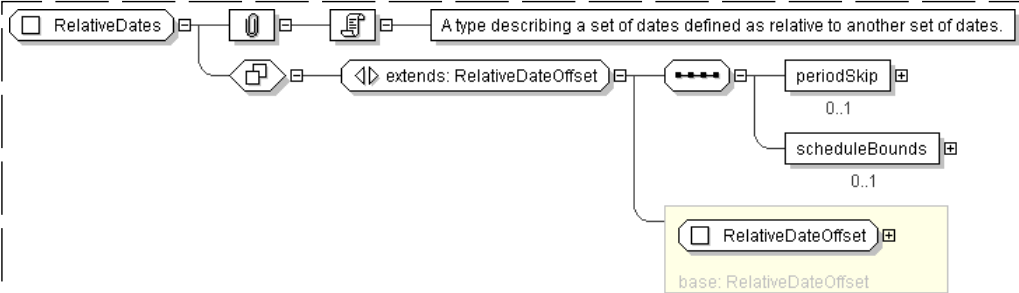 RelativeDates
A type describing a set of dates defined as relative to another set of dates.
extends: RelativeDateOffset
periodSkip
0..1
scheduleBounds
0..1
RelativeDateOffset
base: RelativeDateOffset